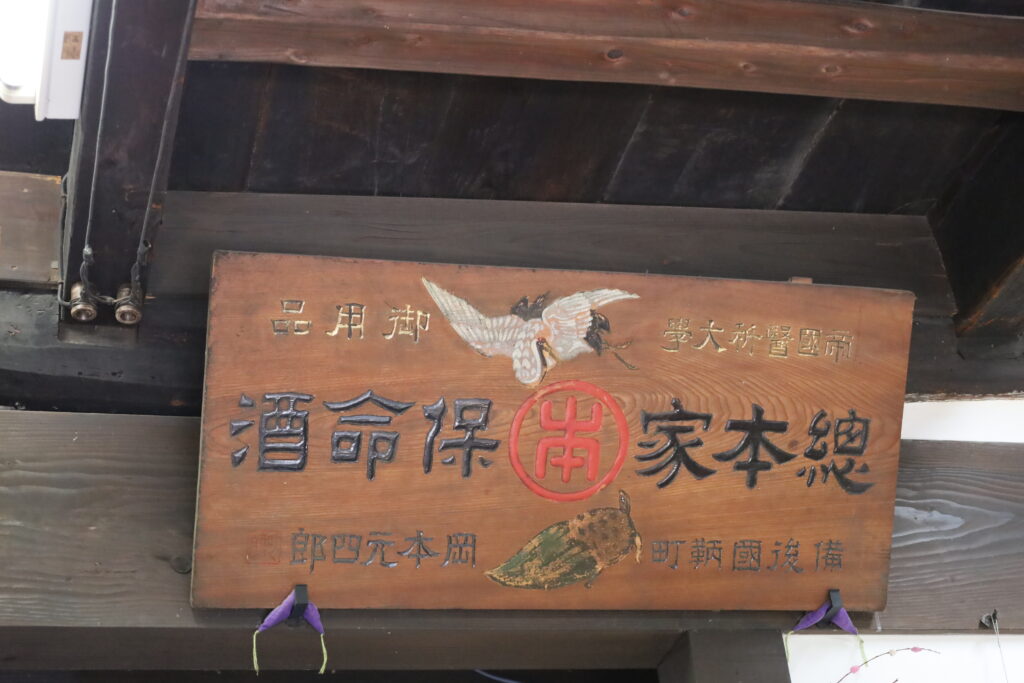 帝國醫科大學 御用品
總本家 本 保命酒
備後國鞆町 岡本元四郎